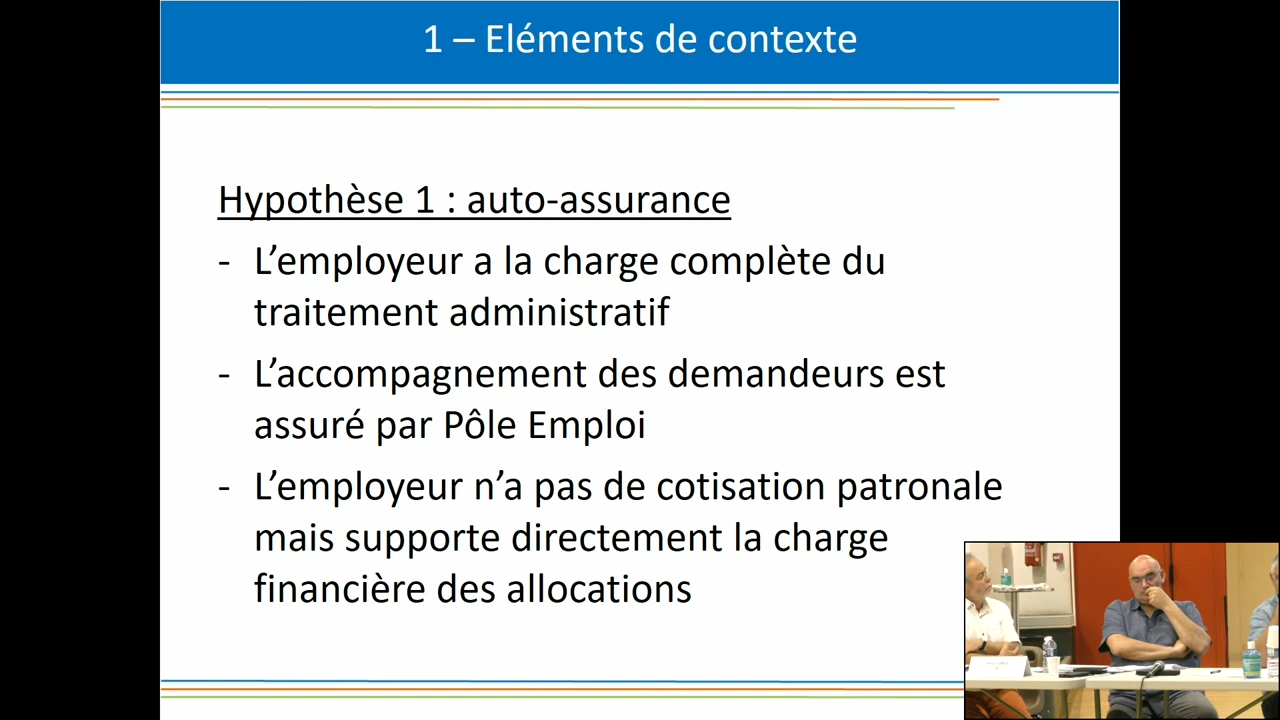 1 – Eléments de contexte
Hypothèse 1 : auto-assurance
- L’employeur a la charge complète du
traitement administratif
- L’accompagnement des demandeurs est
assuré par Pôle Emploi
- L’employeur n’a pas de cotisation patronale
mais supporte directement la charge
financière des allocations